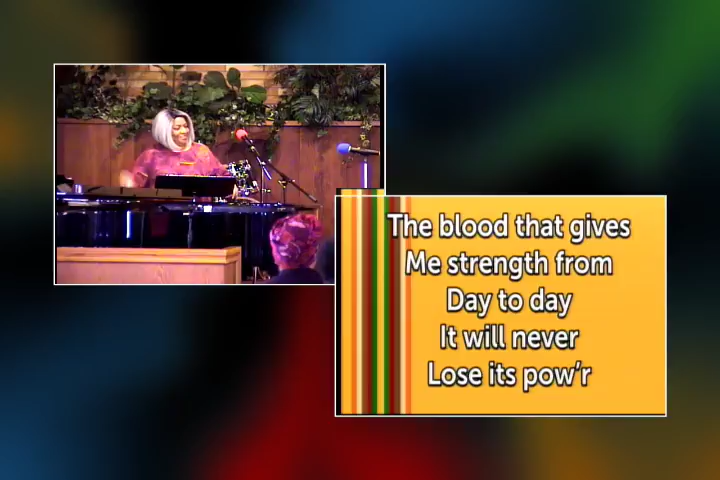 The blood that gives
Me strength from
Day to day
It will never
Lose its pow'r